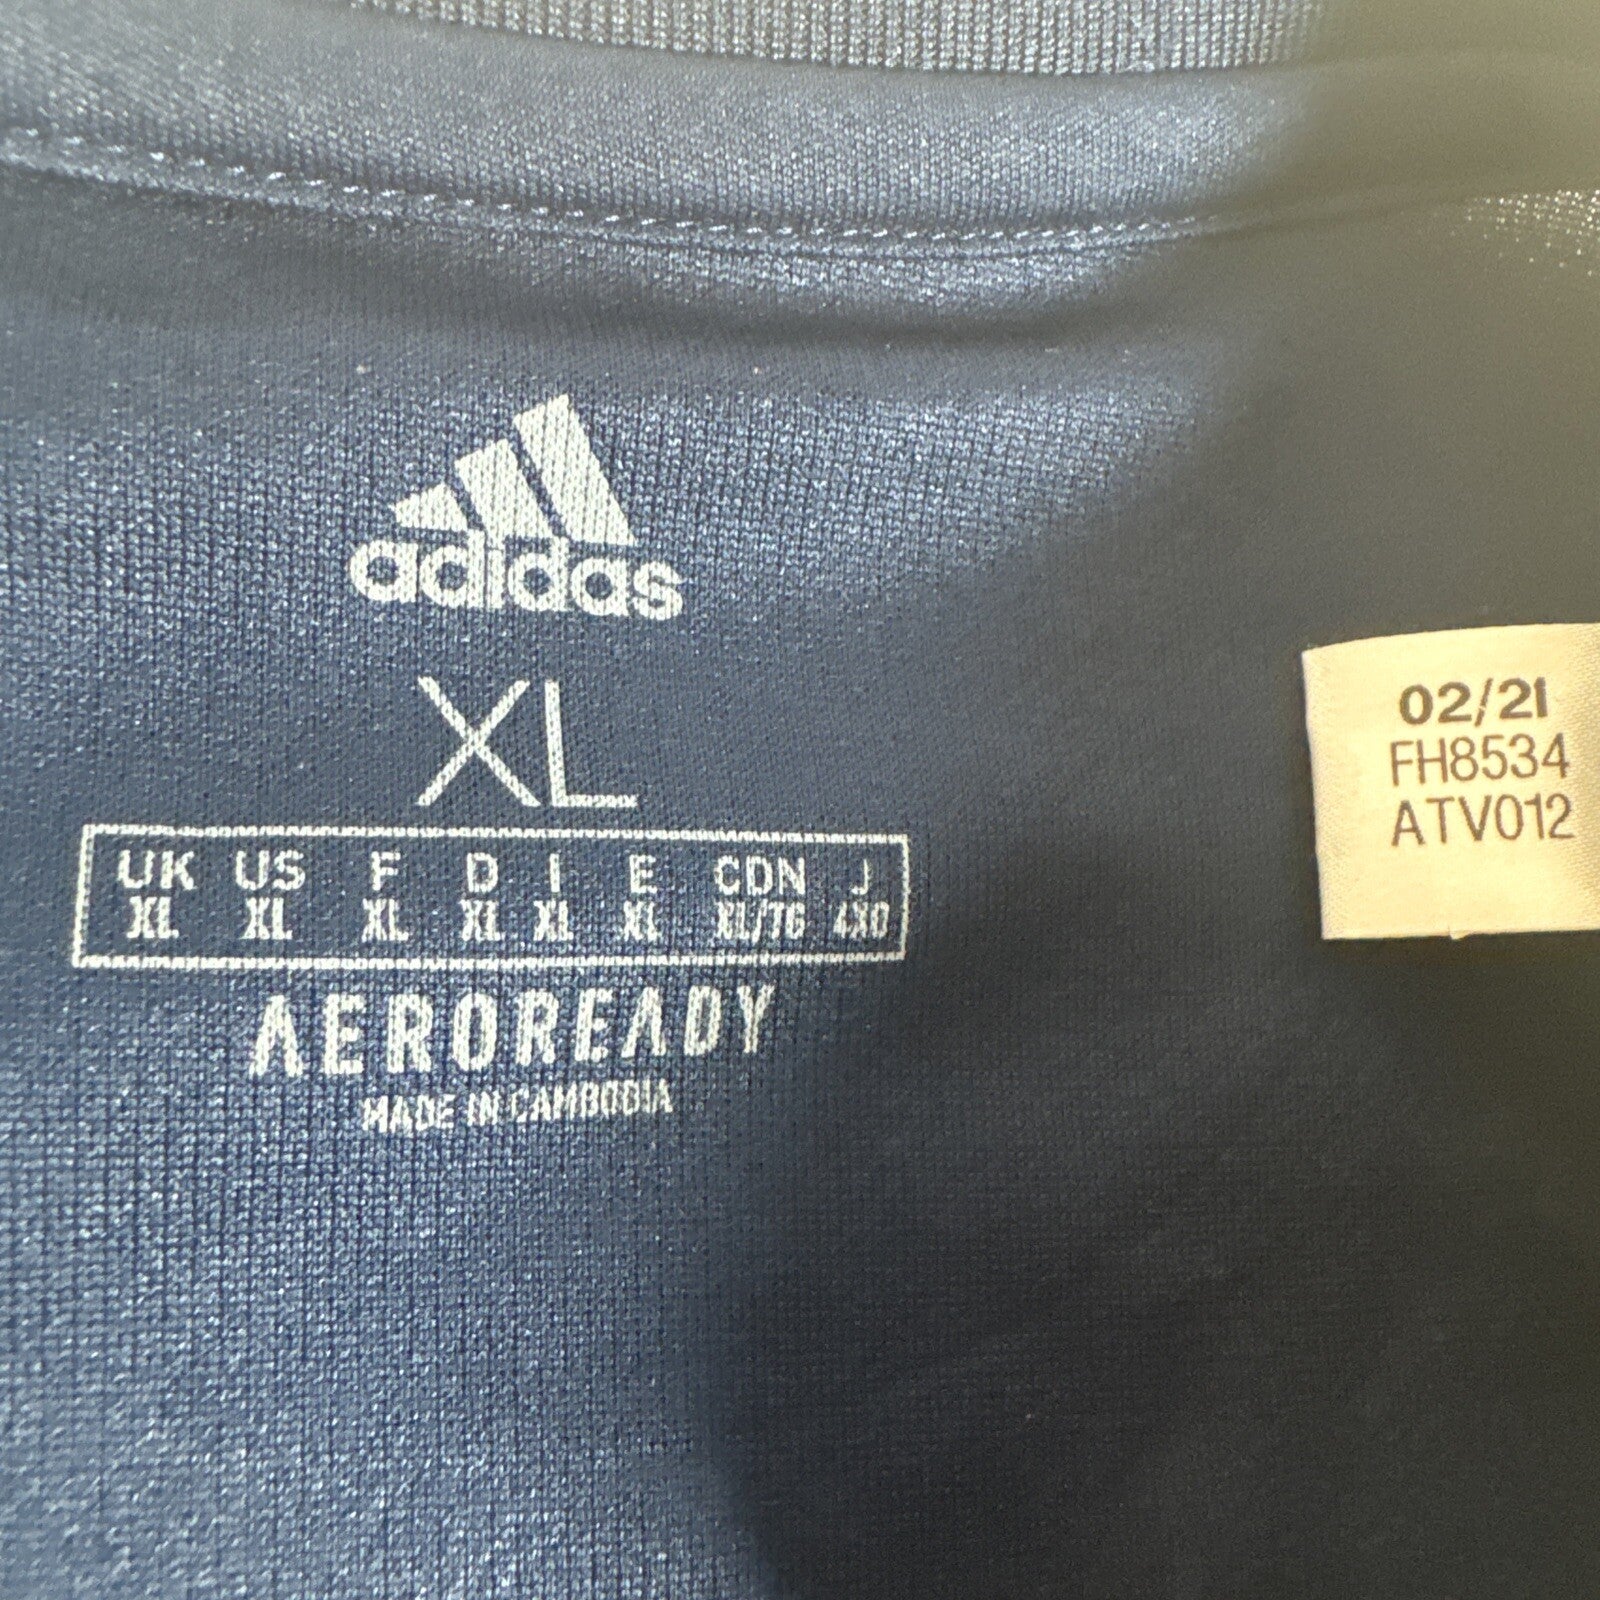 adidas
XL
UK US F D I E CDN J
XL XL XL XL XL XL XL/TG 4XO
AEROREADY
MADE IN CAMBODIA
02/21
FH8534
ATV012